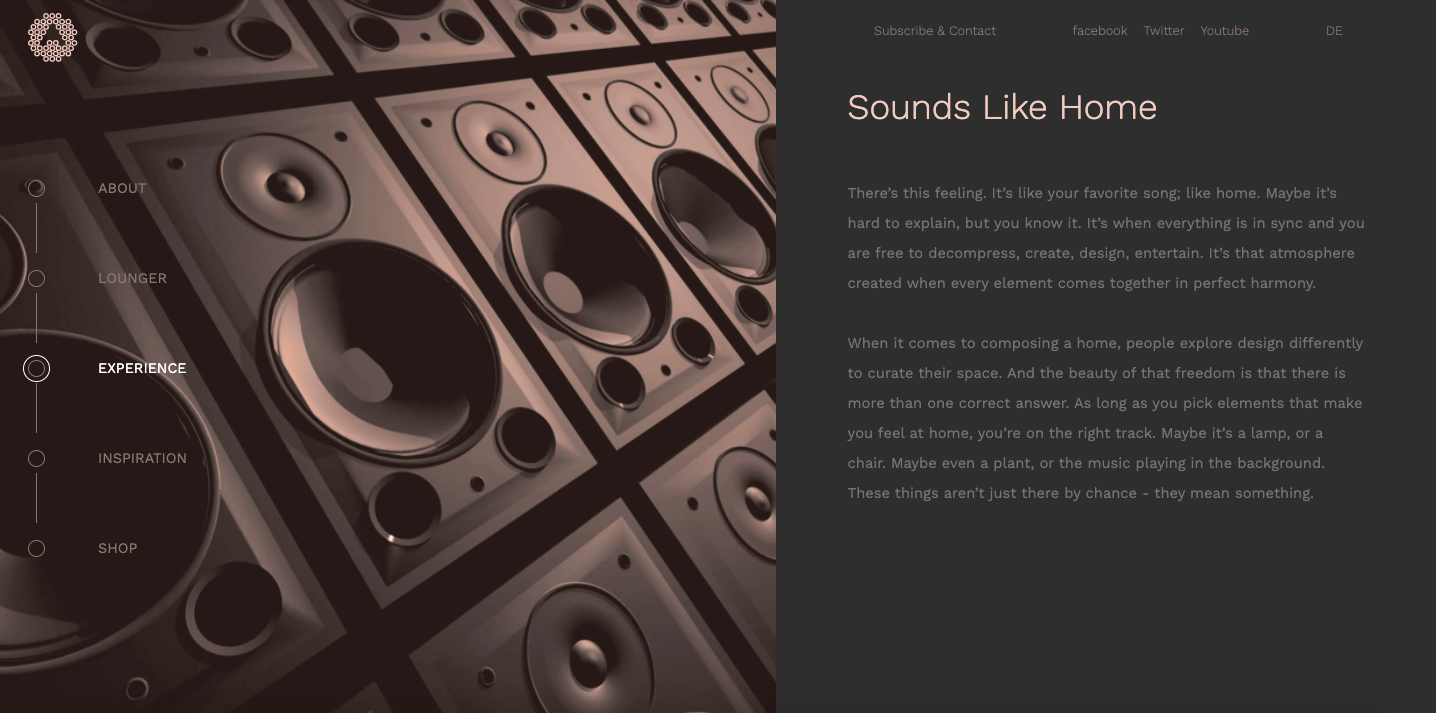 Subscribe & Contact
facebook
Twitter
Youtube
DE
ABOUT
LOUNGER
EXPERIENCE
INSPIRATION
SHOP
Sounds Like Home
There’s this feeling. It’s like your favorite song; like home. Maybe it’s
hard to explain, but you know it. It’s when everything is in sync and you
are free to decompress, create, design, entertain. It’s that atmosphere
created when every element comes together in perfect harmony.
When it comes to composing a home, people explore design differently
to curate their space. And the beauty of that freedom is that there is
more than one correct answer. As long as you pick elements that make
you feel at home, you’re on the right track. Maybe it’s a lamp, or a
chair. Maybe even a plant, or the music playing in the background.
These things aren’t just there by chance - they mean something.